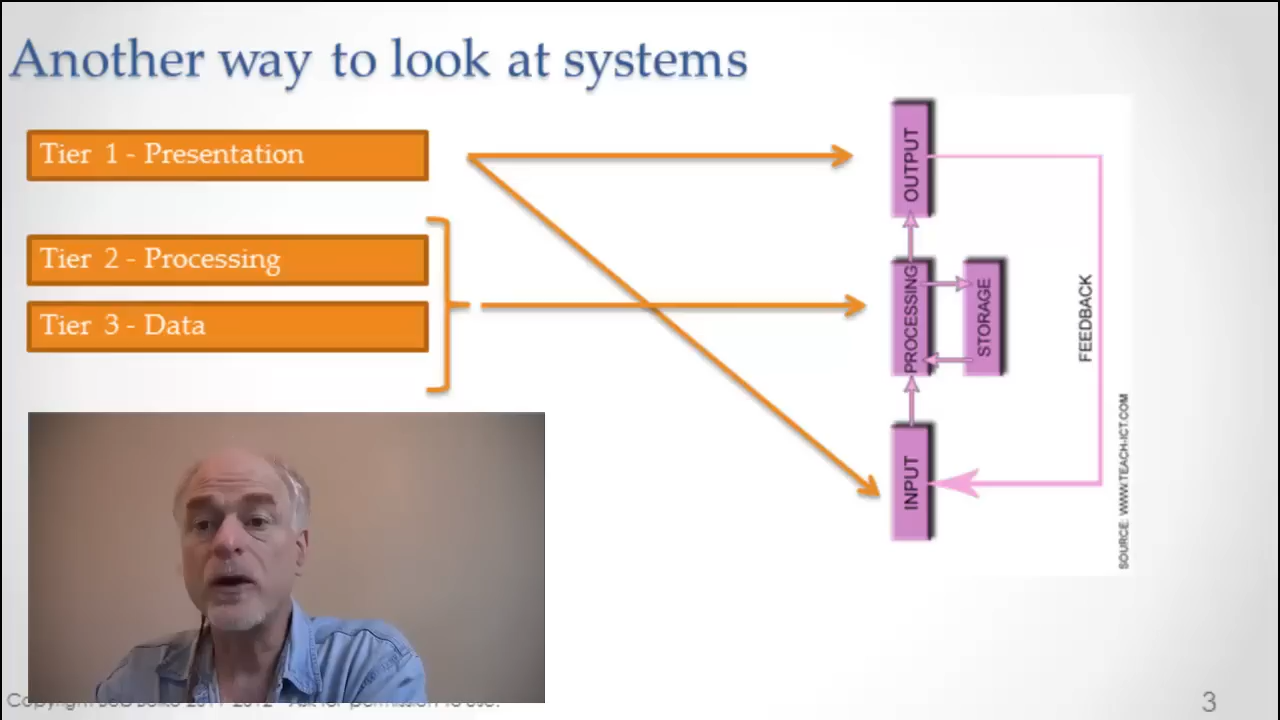 Another way to look at systems
Tier 1 - Presentation
Tier 2 - Processing
Tier 3 - Data
OUTPUT
PROCESSING
STORAGE
INPUT
FEEDBACK
SOURCE: WWW.TEACH-ICT.COM
3